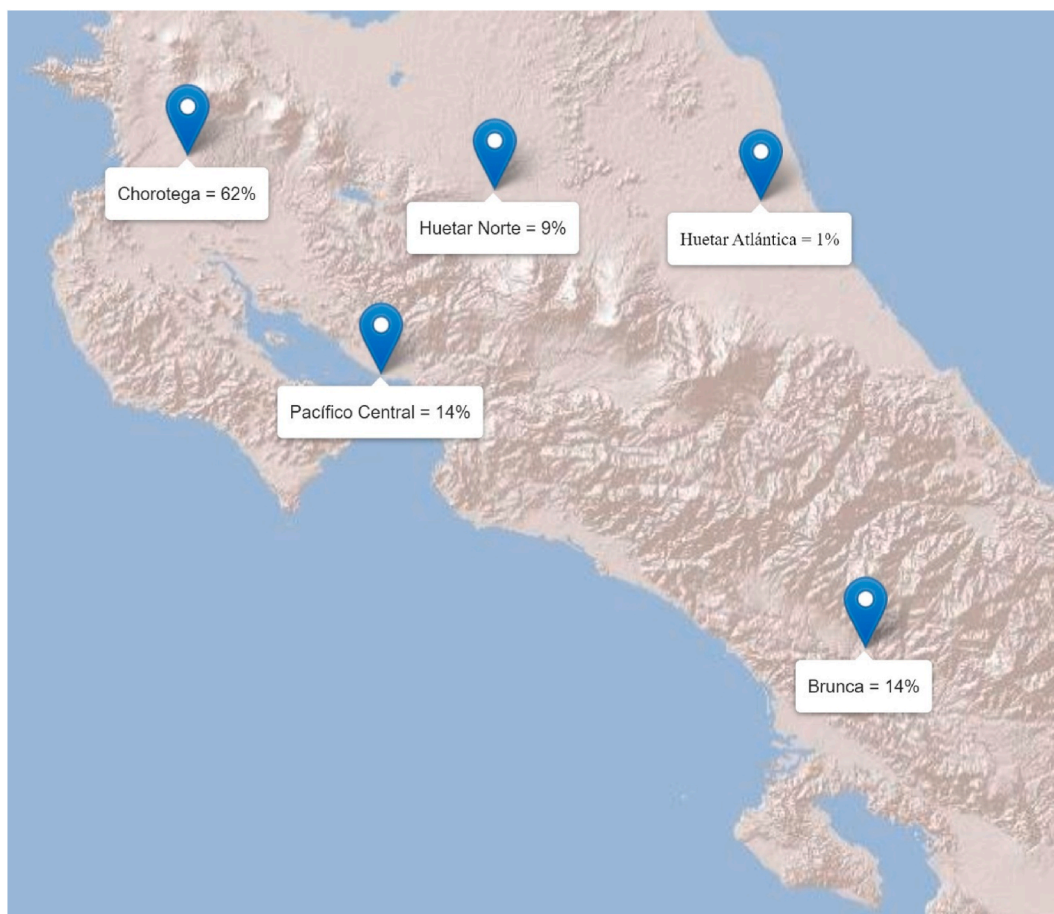 Chorotega = 62%
Huetar Norte = 9%
Huetar Atlántica = 1%
Pacífico Central = 14%
Brunca = 14%